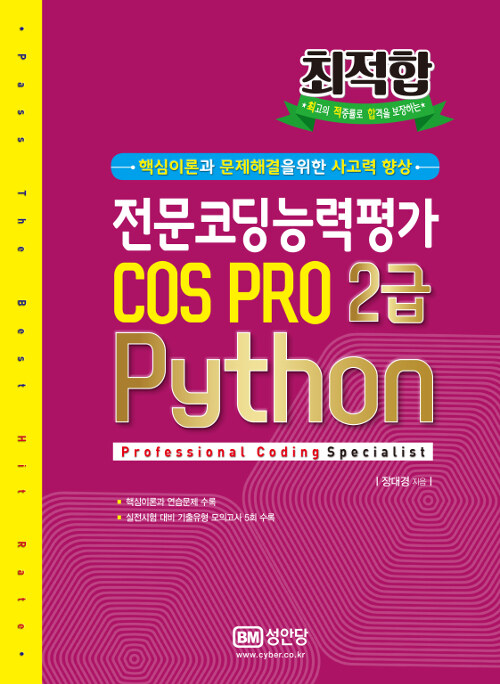 • Pass The Best Hit Rate •
최적합
★최고의 적중률로 합격을 보장하는★
핵심이론과 문제해결을위한 사고력 향상
전문코딩능력평가
COS PRO 2급
Python
Professional Coding Specialist
| 장대경 지음 |
핵심이론과 연습문제 수록
실전시험 대비 기출유형 모의고사 5회 수록
BM 성안당
www.cyber.co.kr